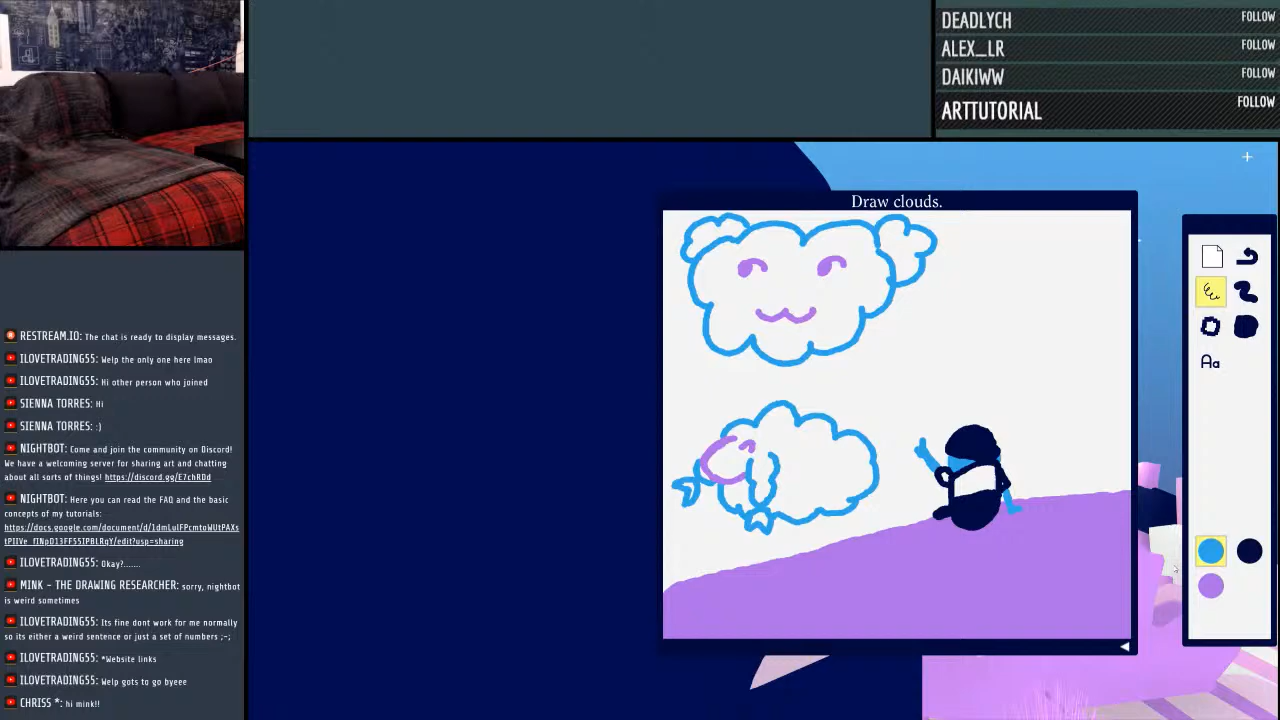 DEADLYCH FOLLOW
ALEX_LR FOLLOW
DAIKIWW FOLLOW
ARTTUTORIAL FOLLOW
Draw clouds.
Aa
RESTREAM.IO: The chat is ready to display messages.
ILOVETRADING55: Welp the only one here lmao
ILOVETRADING55: Hi other person who joined
SIENNA TORRES: Hi
SIENNA TORRES: :)
NIGHTBOT: Come and join the community on Discord!
We have a welcoming server for sharing art and chatting
about all sorts of things! https://discord.gg/E7chRDd
NIGHTBOT: Here you can read the FAQ and the basic
concepts of my tutorials:
ILOVETRADING55: Okay?.......
MINK - THE DRAWING RESEARCHER: sorry, nightbot
is weird sometimes
ILOVETRADING55: Its fine dont work for me normally
so its either a weird sentence or just a set of numbers ;-;
ILOVETRADING55: *Website links
ILOVETRADING55: Welp gots to go byeee
CHRISS *: hi mink!!